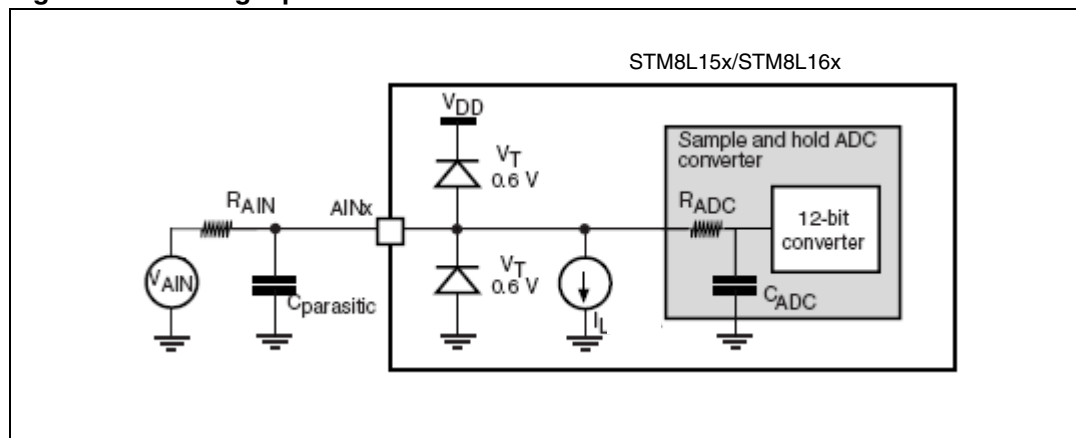 STM8L15x/STM8L16x
VDD
VT
0.6 V
Sample and hold ADC
converter
RAIN
AINx
RADC
12-bit
converter
VAIN
Cparasitic
VT
0.6 V
IL
CADC